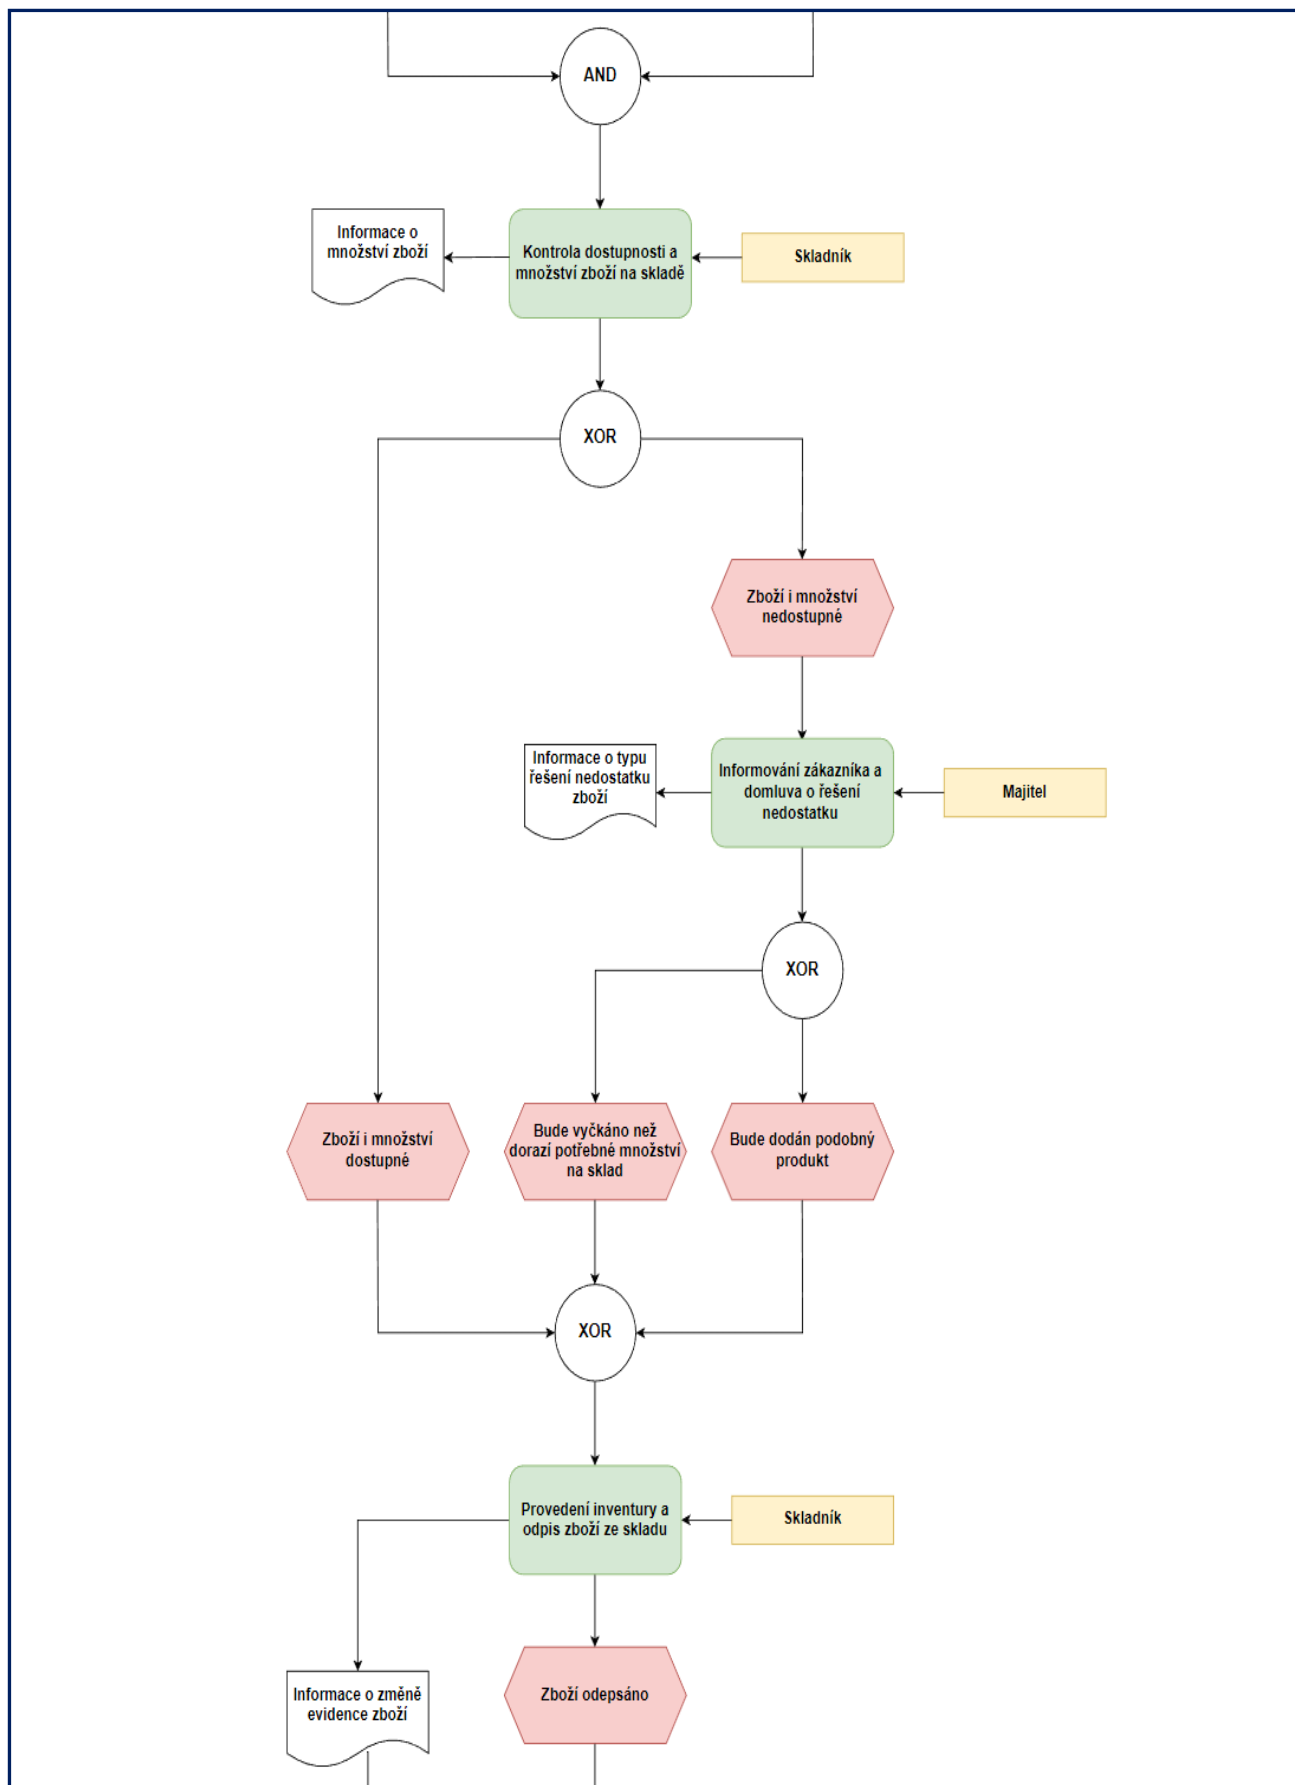 AND
Informace o
množství zboží
Kontrola dostupnosti a
množství zboží na skladě
Skladník
XOR
Zboží i množství
nedostupné
Informace o typu
řešení nedostatku
zboží
Informování zákazníka a
domluva o řešení
nedostatku
Majitel
XOR
Zboží i množství
dostupné
Bude vyčkáno než
dorazí potřebné množství
na sklad
Bude dodán podobný
produkt
XOR
Provedení inventury a
odpis zboží ze skladu
Skladník
Informace o změně
evidence zboží
Zboží odepsáno